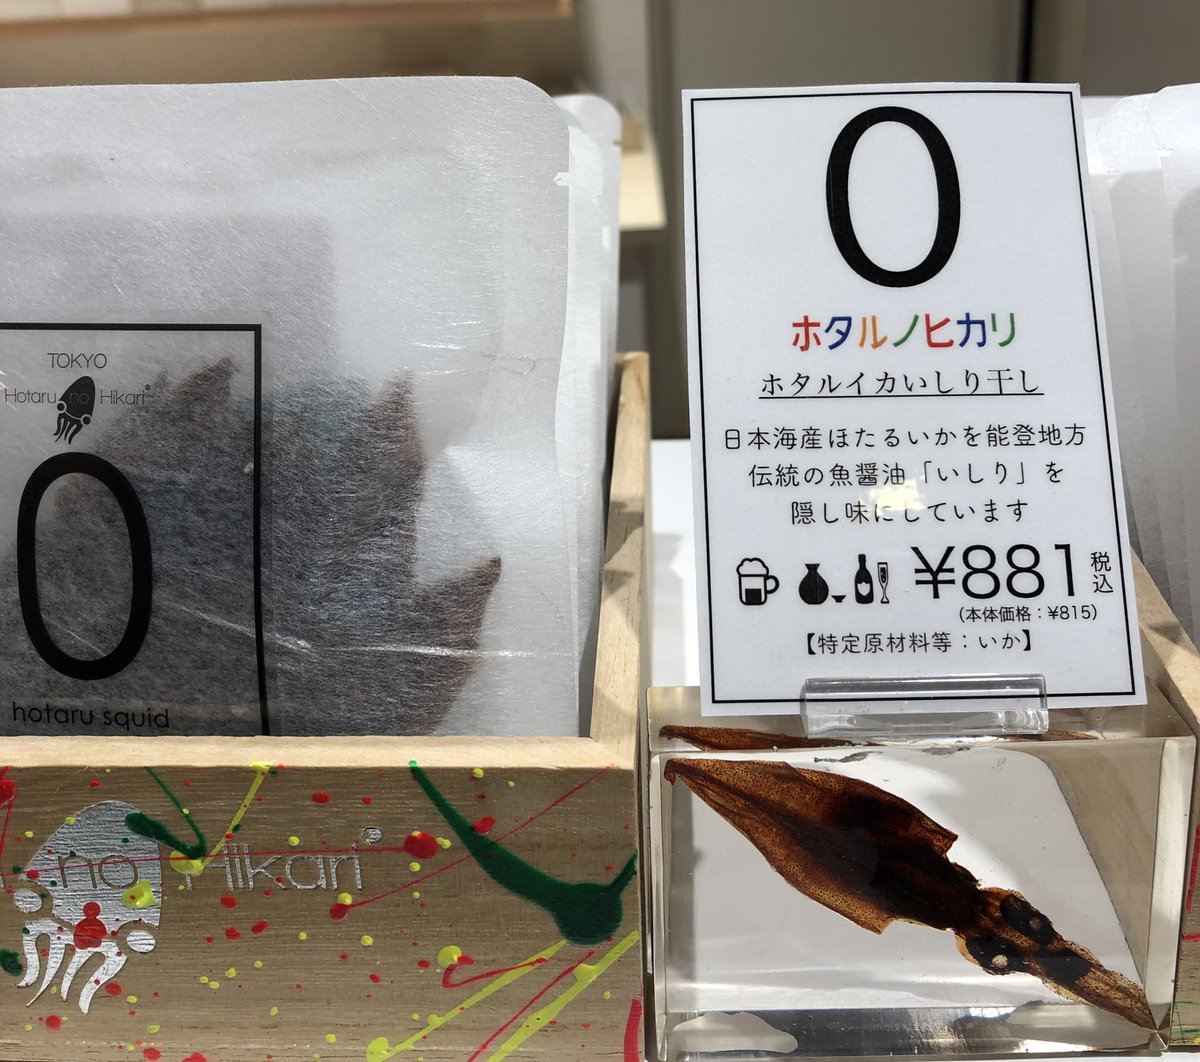 TOKYO
Hotaru no Hikari®
0
hotaru squid
no Hikari®
0
ホタルノヒカリ
ホタルイカいしり干し
日本海産ほたるいかを能登地方
伝統の魚醤油「いしり」を
隠し味にしています
¥881税込
(本体価格:¥815)
【特定原材料等:いか】